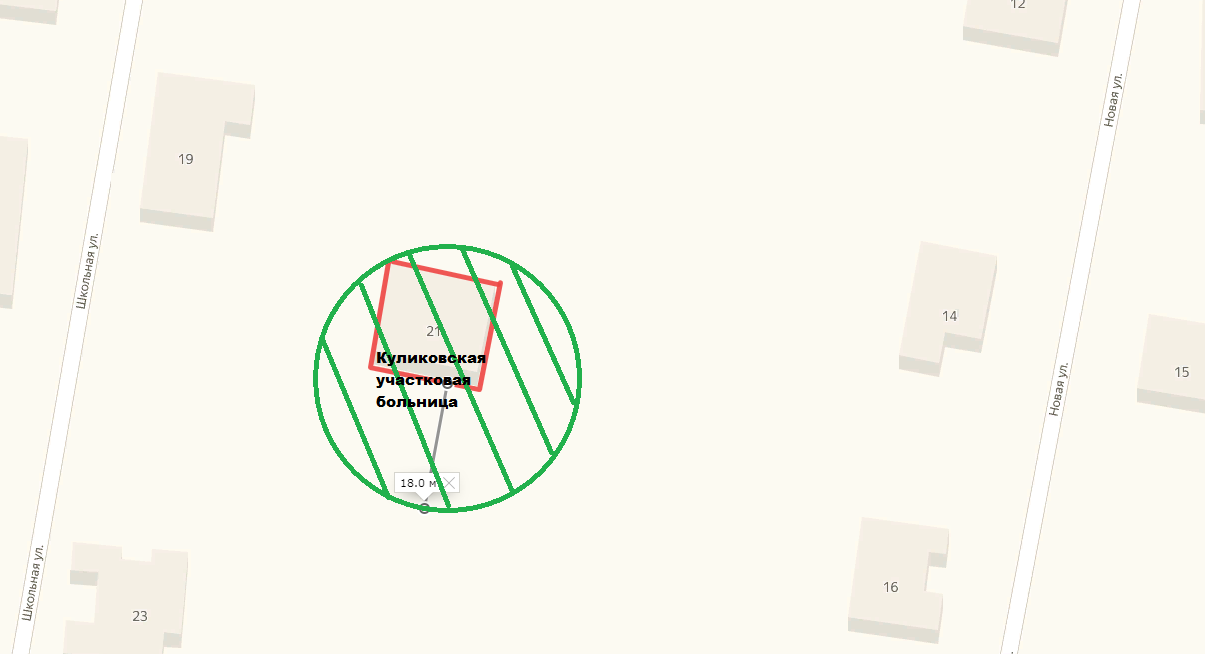 12
Новая ул.
19
Школьная ул.
14
21
Куликовская
участковая
больница
15
Новая ул.
18.0 м
Школьная ул.
16
23